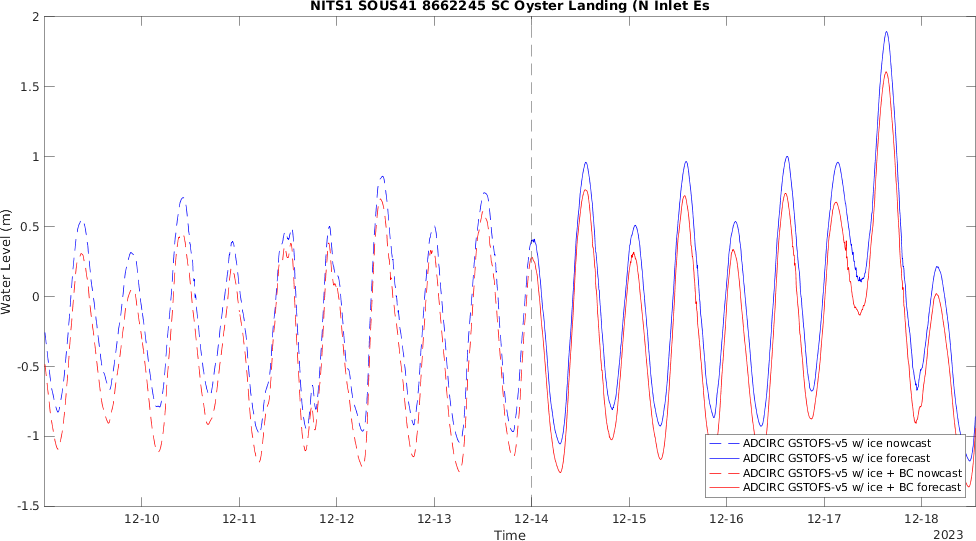 NITS1 SOUS41 8662245 SC Oyster Landing (N Inlet Es
2
1.5
1
0.5
0
-0.5
-1
-1.5
Water Level (m)
12-10 12-11 12-12 12-13 12-14 12-15 12-16 12-17 12-18
Time
2023
ADCIRC GSTOFS-v5 w/ ice nowcast
ADCIRC GSTOFS-v5 w/ ice forecast
ADCIRC GSTOFS-v5 w/ ice + BC nowcast
ADCIRC GSTOFS-v5 w/ ice + BC forecast